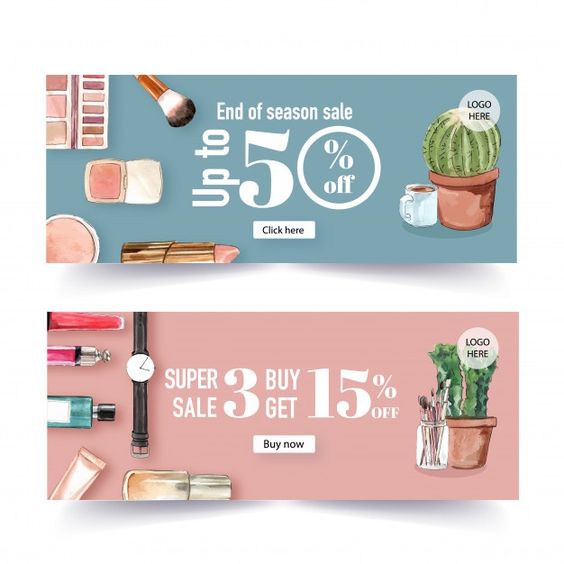 End of season sale
Up to
50
%
off
Click here
LOGO
HERE
SUPER
SALE
3
BUY
GET
15%
OFF
Buy now
LOGO
HERE